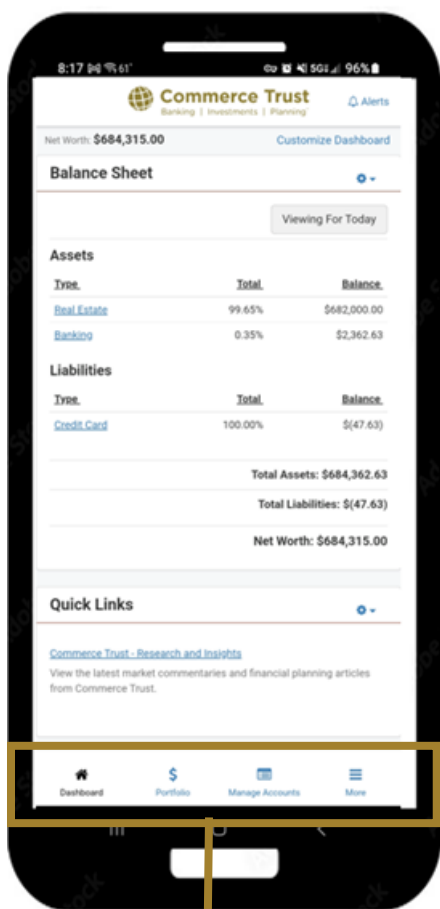 8:17 61° 5G 96%
Commerce Trust
Banking | Investments | Planning
Alerts
Net Worth: $684,315.00 Customize Dashboard
Balance Sheet
Viewing For Today
Assets
Type Total Balance
Real Estate 99.65% $682,000.00
Banking 0.35% $2,362.63
Liabilities
Type Total Balance
Credit Card 100.00% $(47.63)
Total Assets: $684,362.63
Total Liabilities: $(47.63)
Net Worth: $684,315.00
Quick Links
Commerce Trust - Research and Insights
View the latest market commentaries and financial planning articles
from Commerce Trust.
Dashboard Portfolio Manage Accounts More